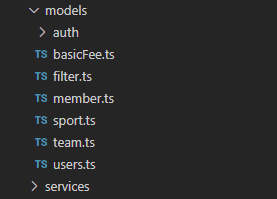 models
auth
TS basicFee.ts
TS filter.ts
TS member.ts
TS sport.ts
TS team.ts
TS users.ts
services